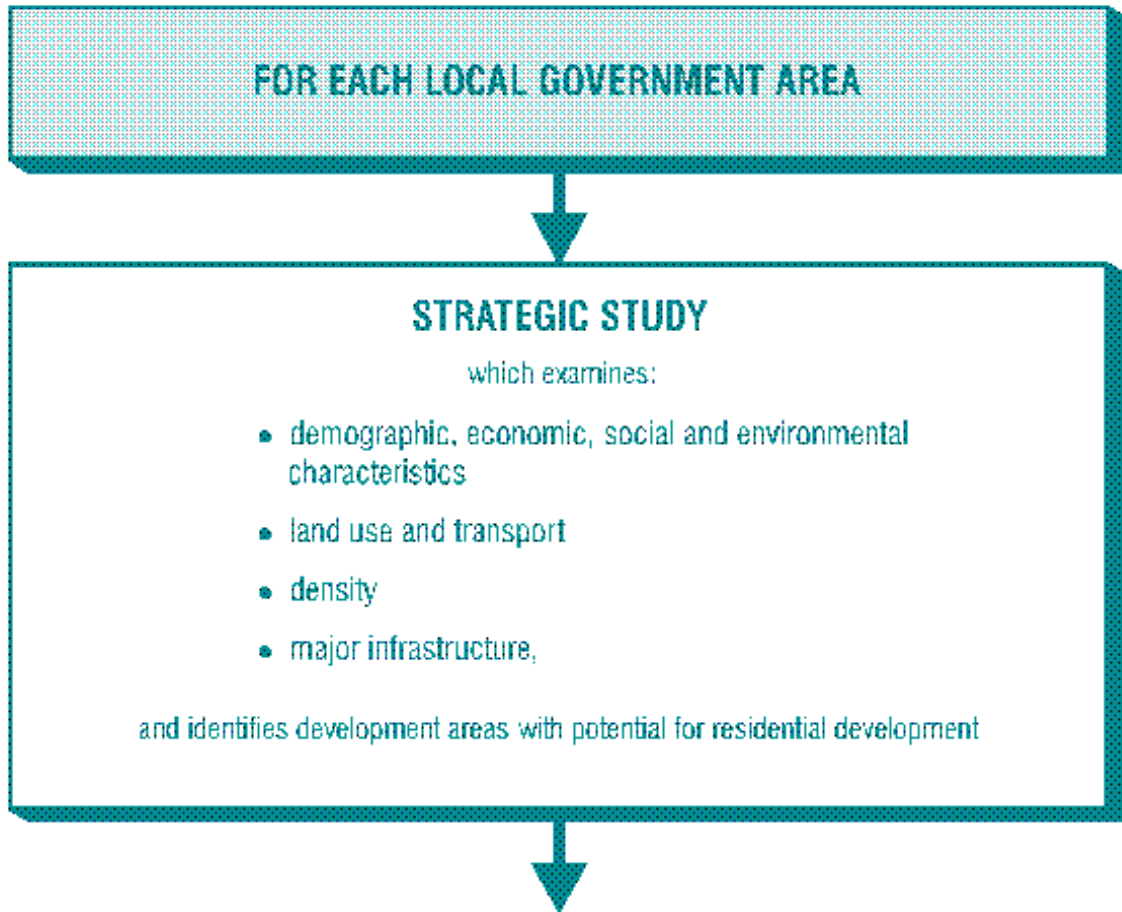 FOR EACH LOCAL GOVERNMENT AREA
STRATEGIC STUDY
which examines:
• demographic, economic, social and environmental
characteristics
• land use and transport
• density
• major infrastructure,
and identifies development areas with potential for residential development